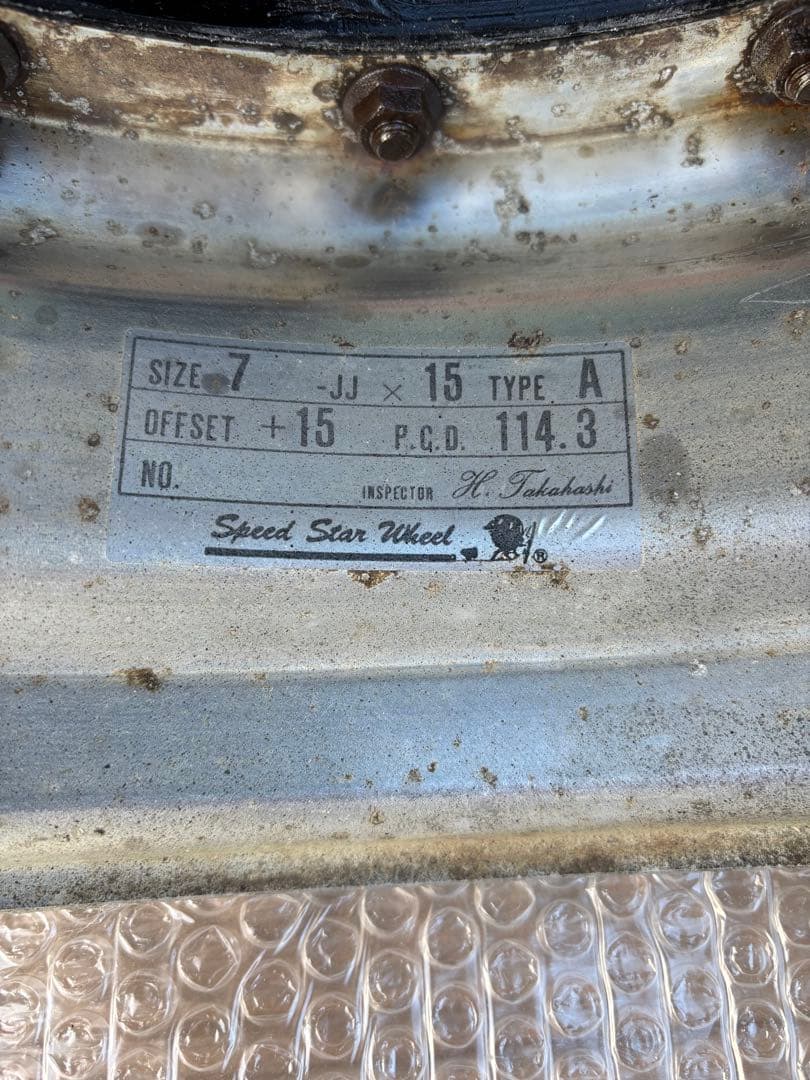 SIZE 7 -JJ × 15 TYPE A
OFFSET +15 P.C.D. 114.3
NO. INSPECTOR H. Takahashi
Speed Star Wheel ®